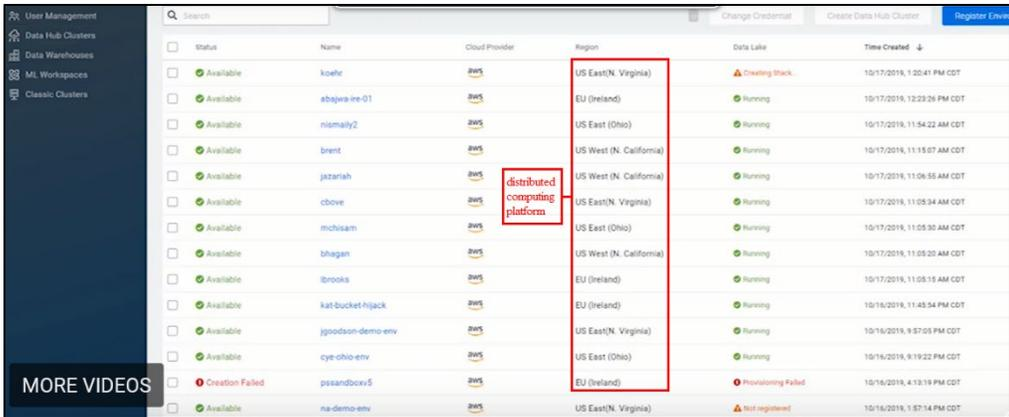 User Management
Data Hub Clusters
Data Warehouses
ML Workspaces
Classic Clusters
Search
Change Credential
Create Data Hub Cluster
Register Envir
Status Name Cloud Provider Region Data Lake Time Created
Available koehr aws US East(N. Virginia) Creating Stack... 10/17/2019, 1:20:41 PM CDT
Available abajwa-ire-01 aws EU (Ireland) Running 10/17/2019, 12:23:26 PM CDT
Available nismaily2 aws US East (Ohio) Running 10/17/2019, 11:54:22 AM CDT
Available brent aws US West (N. California) Running 10/17/2019, 11:15:07 AM CDT
Available jazariah aws US West (N. California) Running 10/17/2019, 11:06:55 AM CDT
distributed
computing
platform
Available cbove aws US East(N. Virginia) Running 10/17/2019, 11:05:34 AM CDT
Available mchisam aws US East (Ohio) Running 10/17/2019, 11:05:30 AM CDT
Available bhagan aws US West (N. California) Running 10/17/2019, 11:05:20 AM CDT
Available lbrooks aws EU (Ireland) Running 10/17/2019, 11:05:15 AM CDT
Available kat-bucket-hijack aws EU (Ireland) Running 10/16/2019, 11:45:54 PM CDT
Available jgoodson-demo-env aws US East(N. Virginia) Running 10/16/2019, 9:57:05 PM CDT
Available cye-ohio-env aws US East (Ohio) Running 10/16/2019, 9:19:22 PM CDT
Creation Failed pssandboxv5 aws EU (Ireland) Provisioning Failed 10/16/2019, 4:13:19 PM CDT
Available na-demo-env aws US East(N. Virginia) Not registered 10/16/2019, 1:57:14 PM CDT
MORE VIDEOS